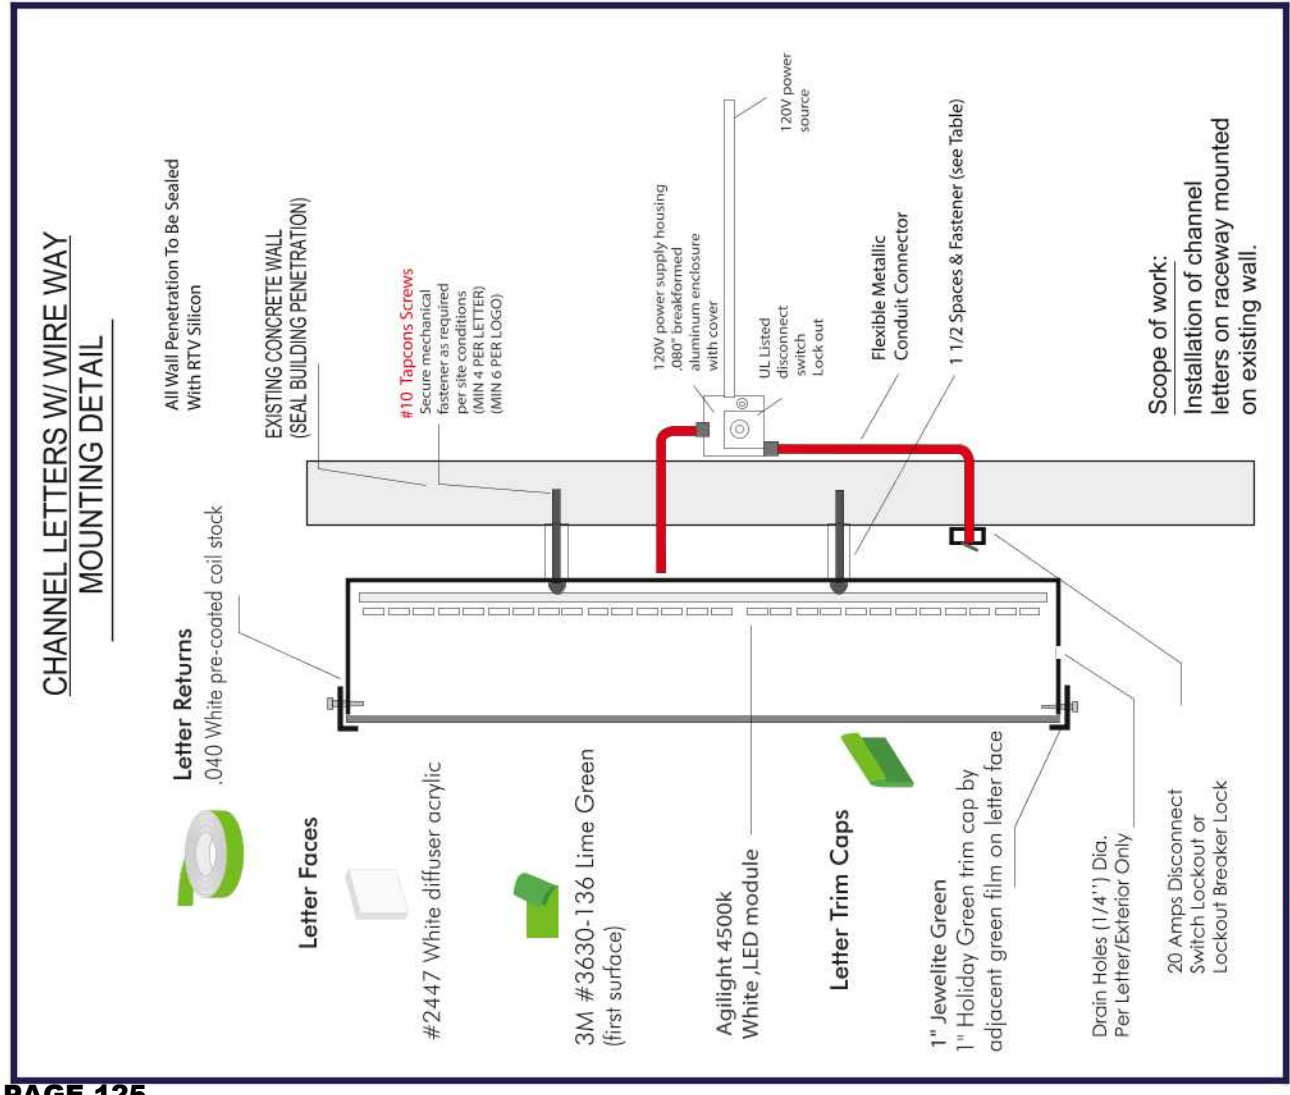 CHANNEL LETTERS W/ WIRE WAY
MOUNTING DETAIL
All Wall Penetration To Be Sealed
With RTV Silicon
EXISTING CONCRETE WALL
(SEAL BUILDING PENETRATION)
#10 Tapcons Screws
Secure mechanical
fastener as required
per site conditions
(MIN 4 PER LETTER)
(MIN 6 PER LOGO)
120V power supply housing
.080" breakformed
aluminum enclosure
with cover
UL Listed
disconnect
switch
Lock out
120V power
source
Flexible Metallic
Conduit Connector
1 1/2 Spaces & Fastener (see Table)
Scope of work:
Installation of channel
letters on raceway mounted
on existing wall.
Letter Returns
.040 White pre-coated coil stock
Letter Faces
#2447 White diffuser acrylic
3M #3630-136 Lime Green
(first surface)
Agilight 4500k
White ,LED module
Letter Trim Caps
1" Jewelite Green
1" Holiday Green trim cap by
adjacent green film on letter face
Drain Holes (1/4'') Dia.
Per Letter/Exterior Only
20 Amps Disconnect
Switch Lockout or
Lockout Breaker Lock
PAGE 125